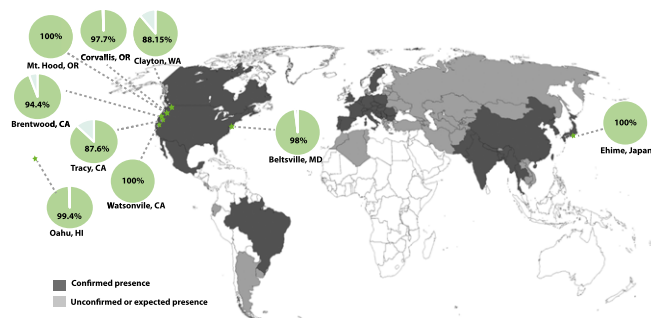 100%
Mt. Hood, OR
97.7%
Corvallis, OR
88.15%
Clayton, WA
94.4%
Brentwood, CA
87.6%
Tracy, CA
100%
Watsonvile, CA
98%
Beltsville, MD
100%
Ehime, Japan
99.4%
Oahu, HI
Confirmed presence
Unconfirmed or expected presence